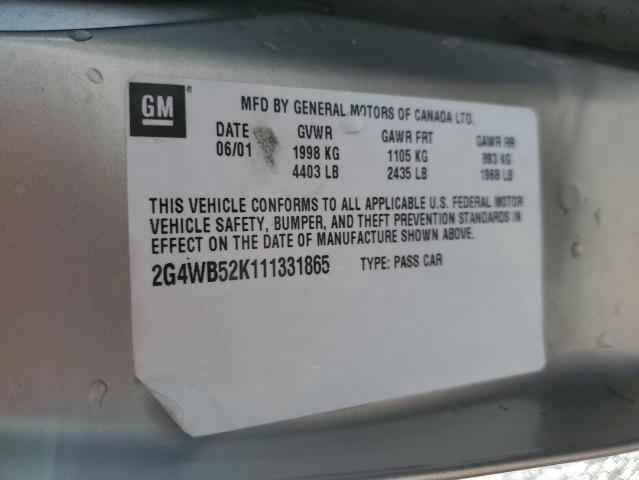 GM
MFD BY GENERAL MOTORS OF CANADA LTD.
DATE GVWR GAWR FRT GAWR RR
06/01 1998 KG 1105 KG 893 KG
4403 LB 2435 LB 1968 LB
THIS VEHICLE CONFORMS TO ALL APPLICABLE U.S. FEDERAL MOTOR
VEHICLE SAFETY, BUMPER, AND THEFT PREVENTION STANDARDS IN
EFFECT ON THE DATE OF MANUFACTURE SHOWN ABOVE.
2G4WB52K111331865 TYPE: PASS CAR